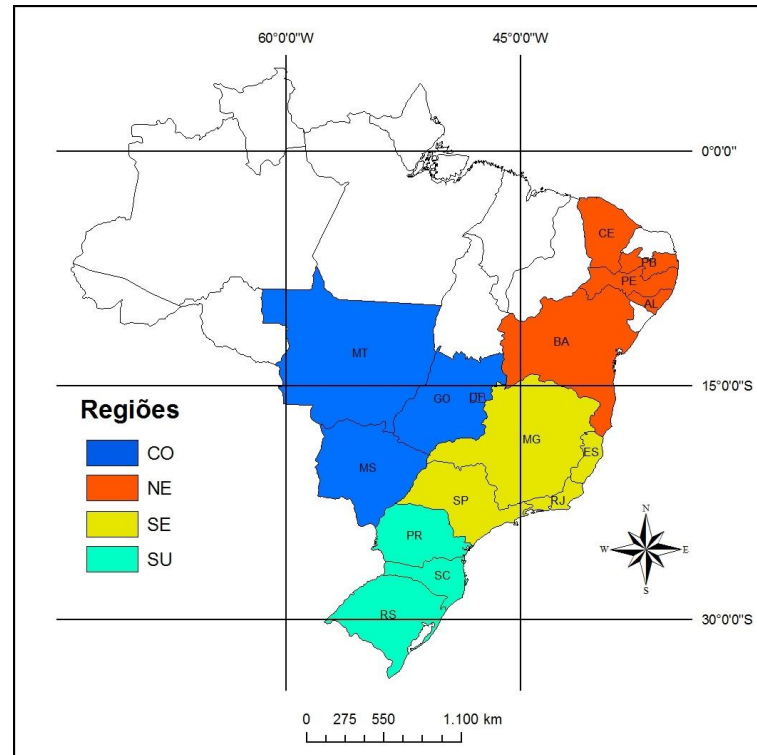 60°0'0"W 45°0'0"W
0°0'0"
CE
PB
PE
AL
BA
MT
15°0'0"S
GO
DF
Regiões
CO
NE
SE
SU
MG
ES
MS
SP
RJ
PR
SC
RS
N
W E
S
30°0'0"S
0 275 550 1.100 km